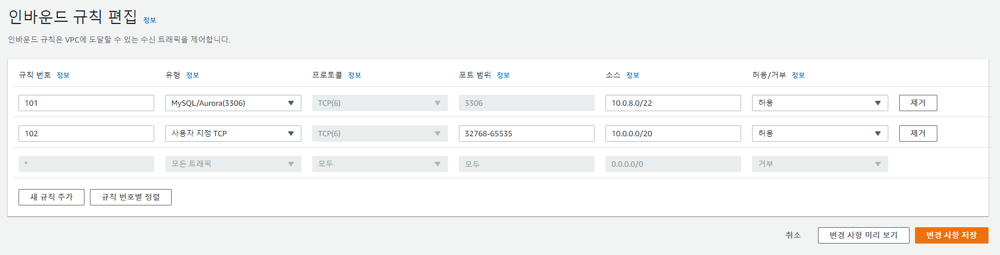 인바운드 규칙 편집 정보
인바운드 규칙은 VPC에 도달할 수 있는 수신 트래픽을 제어합니다.
규칙 번호 정보 유형 정보 프로토콜 정보 포트 범위 정보 소스 정보 허용/거부 정보
101 MySQL/Aurora(3306) TCP(6) 3306 10.0.8.0/22 허용 제거
102 사용자 지정 TCP TCP(6) 32768-65535 10.0.0.0/20 허용 제거
* 모든 트래픽 모두 모두 0.0.0.0/0 거부
새 규칙 추가 규칙 번호별 정렬
취소 변경 사항 미리 보기 변경 사항 저장